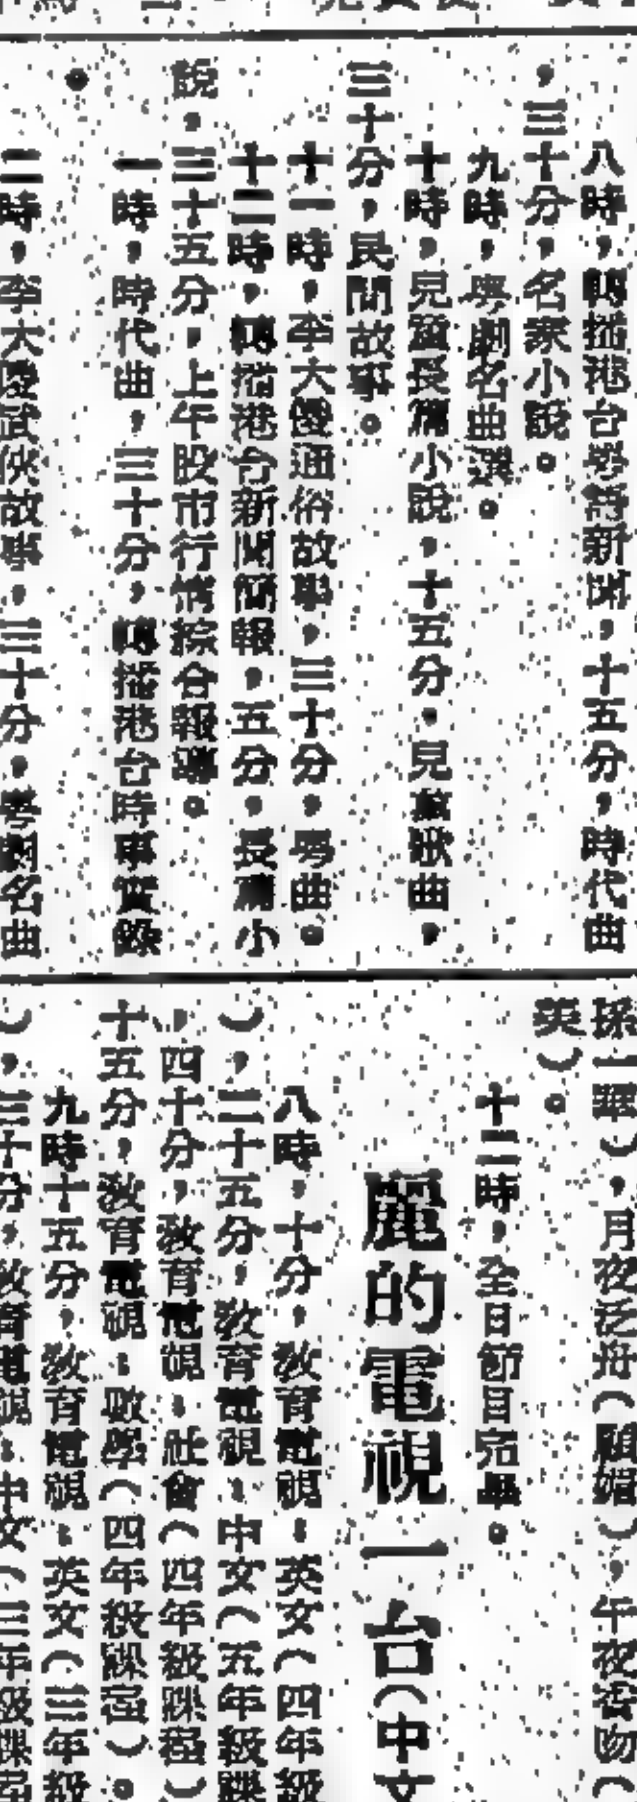 八時，轉播港台粵語新聞，十五分，時代曲
，三十分，名家小說。
九時，粵劇名曲選。
十時，兒童長篇小說，十五分，兒童歌曲，
三十分，民間故事。
十一時，李大傻通俗故事，三十分，粵曲。
十二時，轉播港台新聞簡報，五分，長篇小
說，三十五分，上午股市行情綜合報導。
一時，時代曲，三十分，轉播港台時事實錄
。
二時，李大傻武俠故事，三十分，粵劇名曲
孫一華），月夜泛舟（顧媚），午夜密吻（
英）。
十二時，全日節目完畢。
麗的電視一台（中文
八時，十分，教育電視：英文（四年級
），二十五分，教育電視：中文（五年級課
，四十分，教育電視：社會（四年級課程）
十五分，教育電視：數學（四年級課程）。
九時十五分，教育電視：英文（三年級
），三十分，教育電視：中文（三年級課程